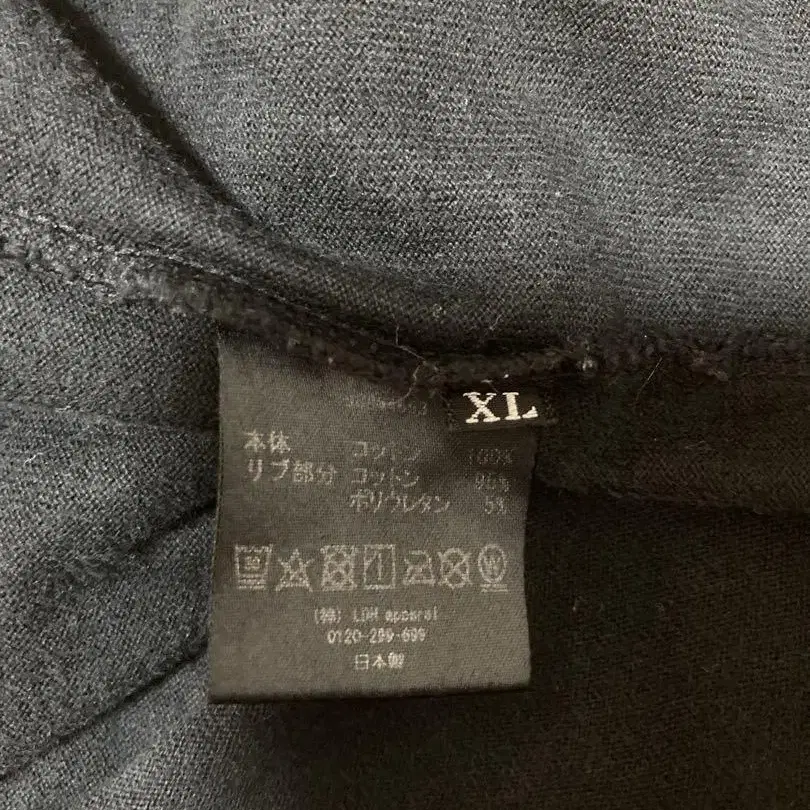 XL
本体 コットン 100%
リブ部分 コットン 95%
ポリウレタン 5%
(株) LDH apparel
0120-299-699
日本製